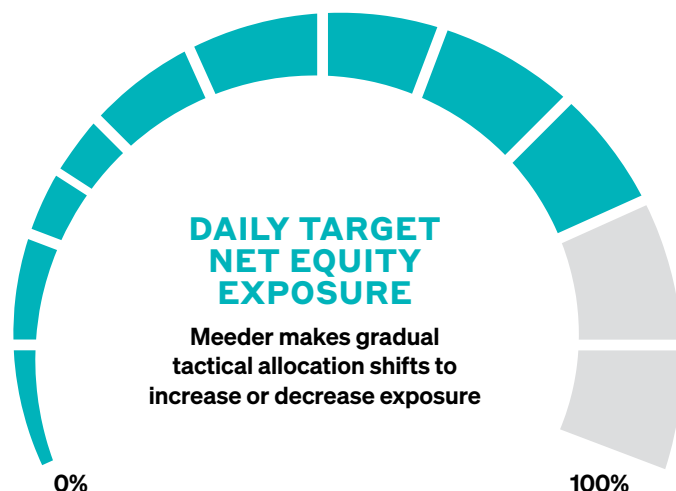 DAILY TARGET
NET EQUITY
EXPOSURE
Meeder makes gradual
tactical allocation shifts to
increase or decrease exposure
0%
100%